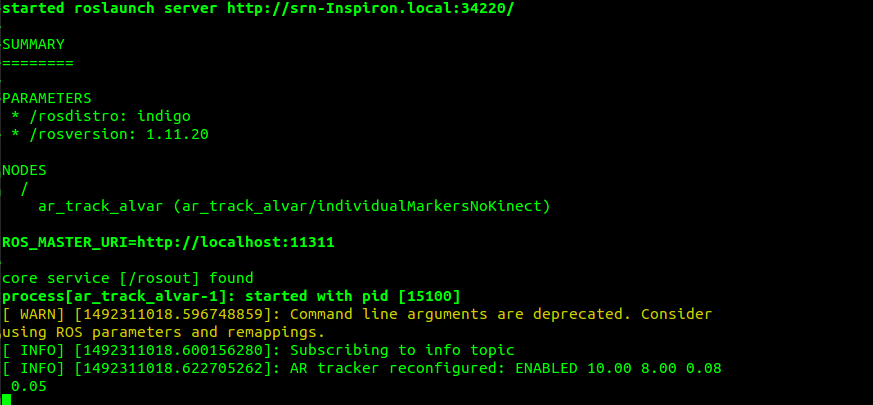 started roslaunch server http://srn-Inspiron.local:34220/
SUMMARY
========
PARAMETERS
 * /rosdistro: indigo
 * /rosversion: 1.11.20
NODES
  /
    ar_track_alvar (ar_track_alvar/individualMarkersNoKinect)
ROS_MASTER_URI=http://localhost:11311
core service [/rosout] found
process[ar_track_alvar-1]: started with pid [15100]
[ WARN] [1492311018.596748859]: Command line arguments are deprecated. Consider
using ROS parameters and remappings.
[ INFO] [1492311018.600156280]: Subscribing to info topic
[ INFO] [1492311018.622705262]: AR tracker reconfigured: ENABLED 10.00 8.00 0.08
 0.05